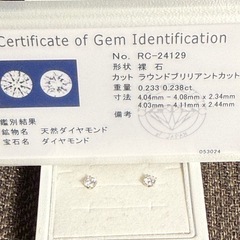 Certificate of Gem Identification
No. RC-24129
形状 裸 石
カット ラウンドブリリアントカット
重量 0.233 0.238ct.
寸法 4.04mm - 4.08mm x 2.34mm
4.03mm - 4.11mm x 2.44mm
備考
鑑別結果
鉱物名 天然ダイヤモンド
宝石名 ダイヤモンド
053024